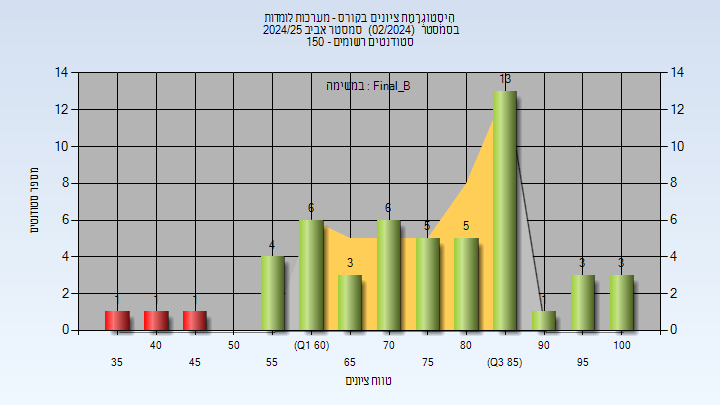 היסטוגרמת ציונים בקורס - מערכות לומדות
בסמסטר (02/2024) סמסטר אביב 2024/25
סטודנטים רשומים - 150
במשימה : Final_B
מספר סטודנטים
14 14
12 12
10 10
8 8
6 6
4 4
2 2
0 0
1 1 1 4 6 3 6 5 5 13 1 3 3
40 50 (Q1 60) 70 80 90 100
35 45 55 65 75 (Q3 85) 95
טווח ציונים